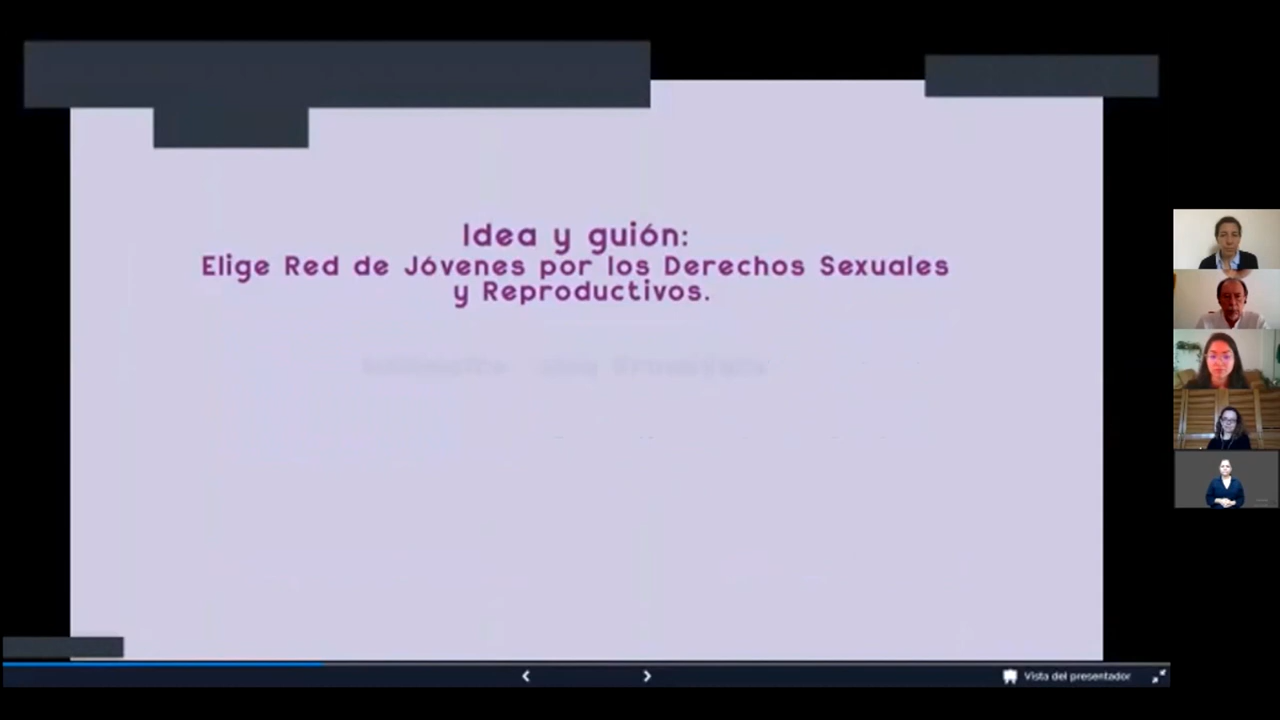 Idea y guión:
Elige Red de Jóvenes por los Derechos Sexuales
y Reproductivos.
Vista del presentador